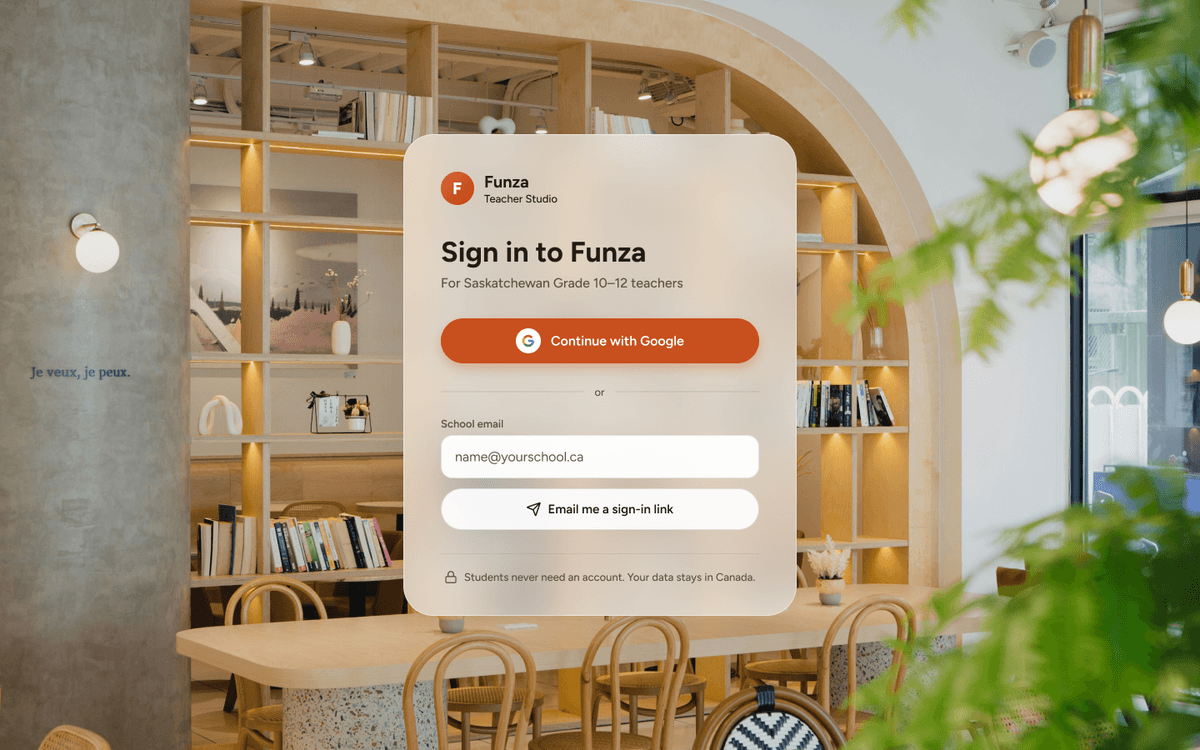 F
Funza
Teacher Studio
Sign in to Funza
For Saskatchewan Grade 10–12 teachers
G
Continue with Google
or
School email
name@yourschool.ca
Email me a sign-in link
Students never need an account. Your data stays in Canada.
Je veux, je peux.